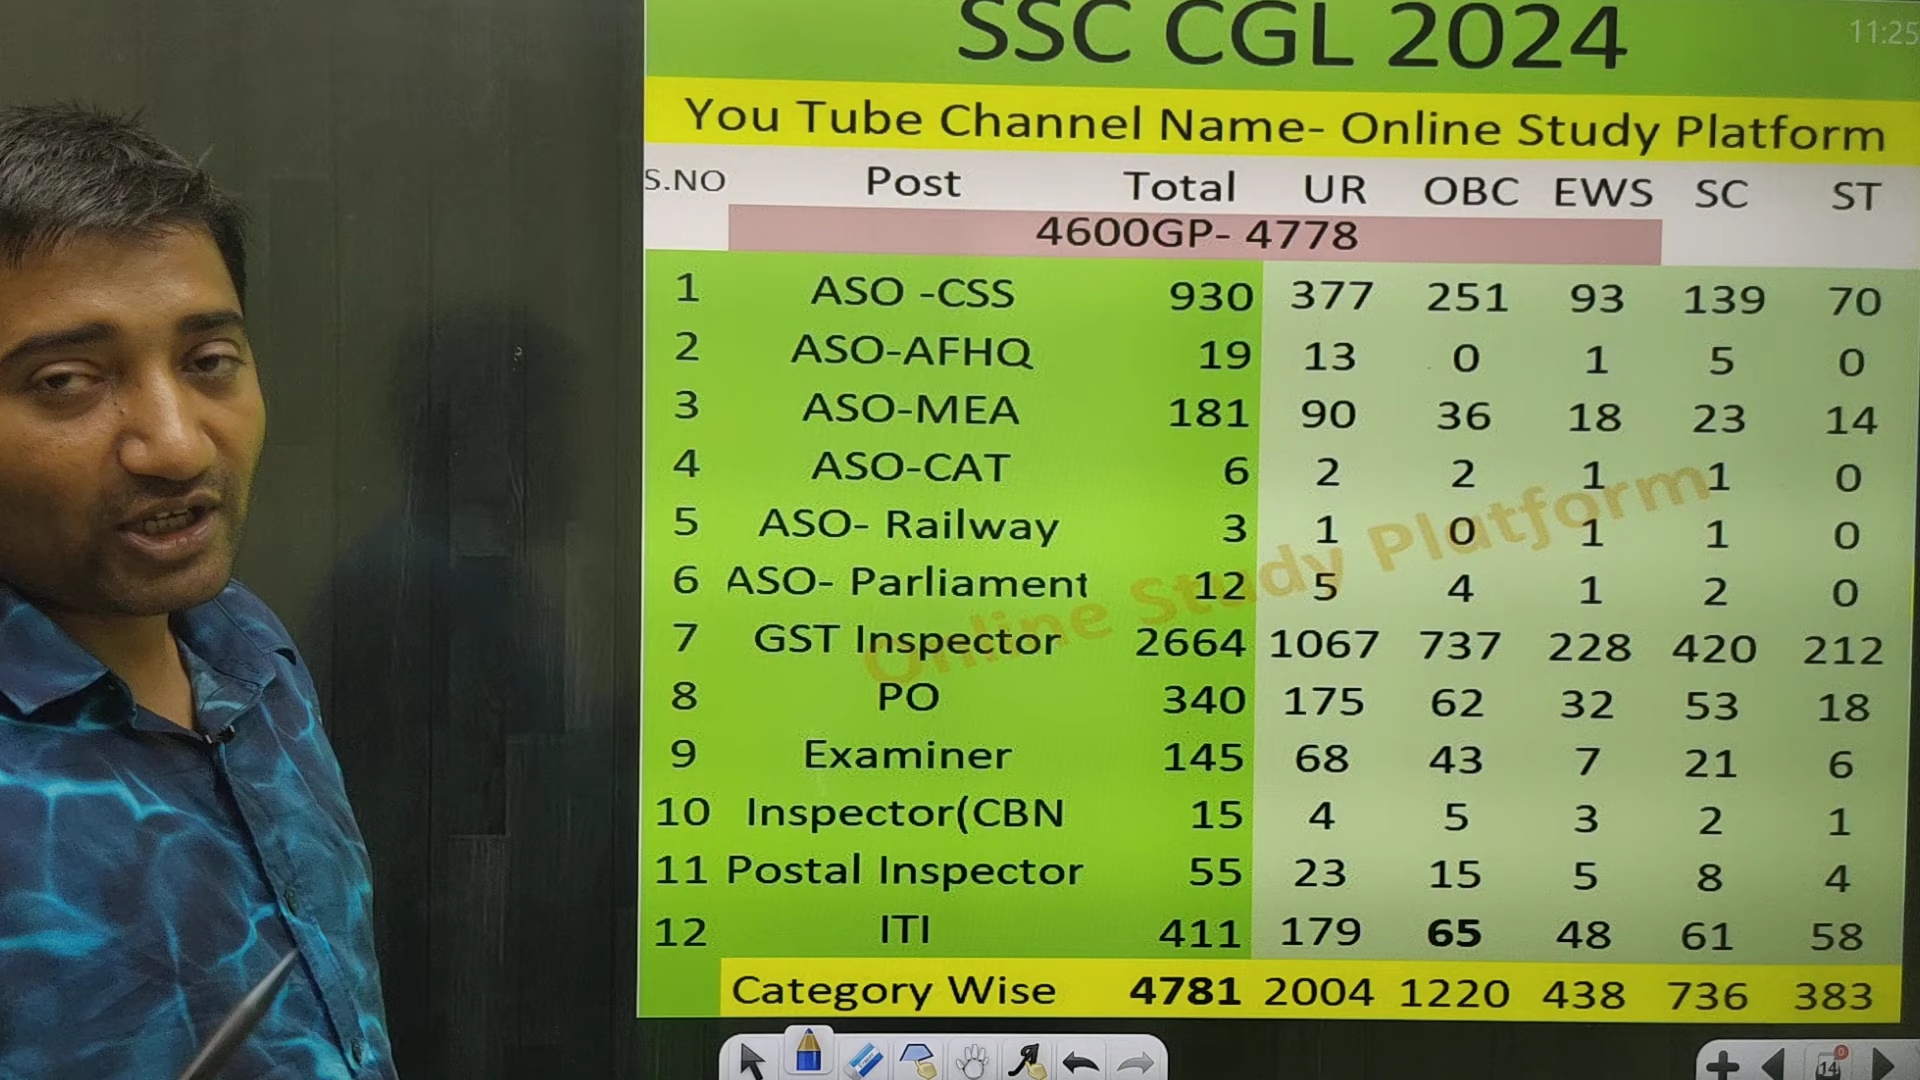 SSC CGL 2024
11:25
You Tube Channel Name- Online Study Platform
S.NO Post Total UR OBC EWS SC ST
4600GP- 4778
1 ASO -CSS 930 377 251 93 139 70
2 ASO-AFHQ 19 13 0 1 5 0
3 ASO-MEA 181 90 36 18 23 14
4 ASO-CAT 6 2 2 1 1 0
5 ASO- Railway 3 1 0 1 1 0
6 ASO- Parliament 12 5 4 1 2 0
7 GST Inspector 2664 1067 737 228 420 212
8 PO 340 175 62 32 53 18
9 Examiner 145 68 43 7 21 6
10 Inspector(CBN 15 4 5 3 2 1
11 Postal Inspector 55 23 15 5 8 4
12 ITI 411 179 65 48 61 58
Category Wise 4781 2004 1220 438 736 383
Online Study Platform
14
0